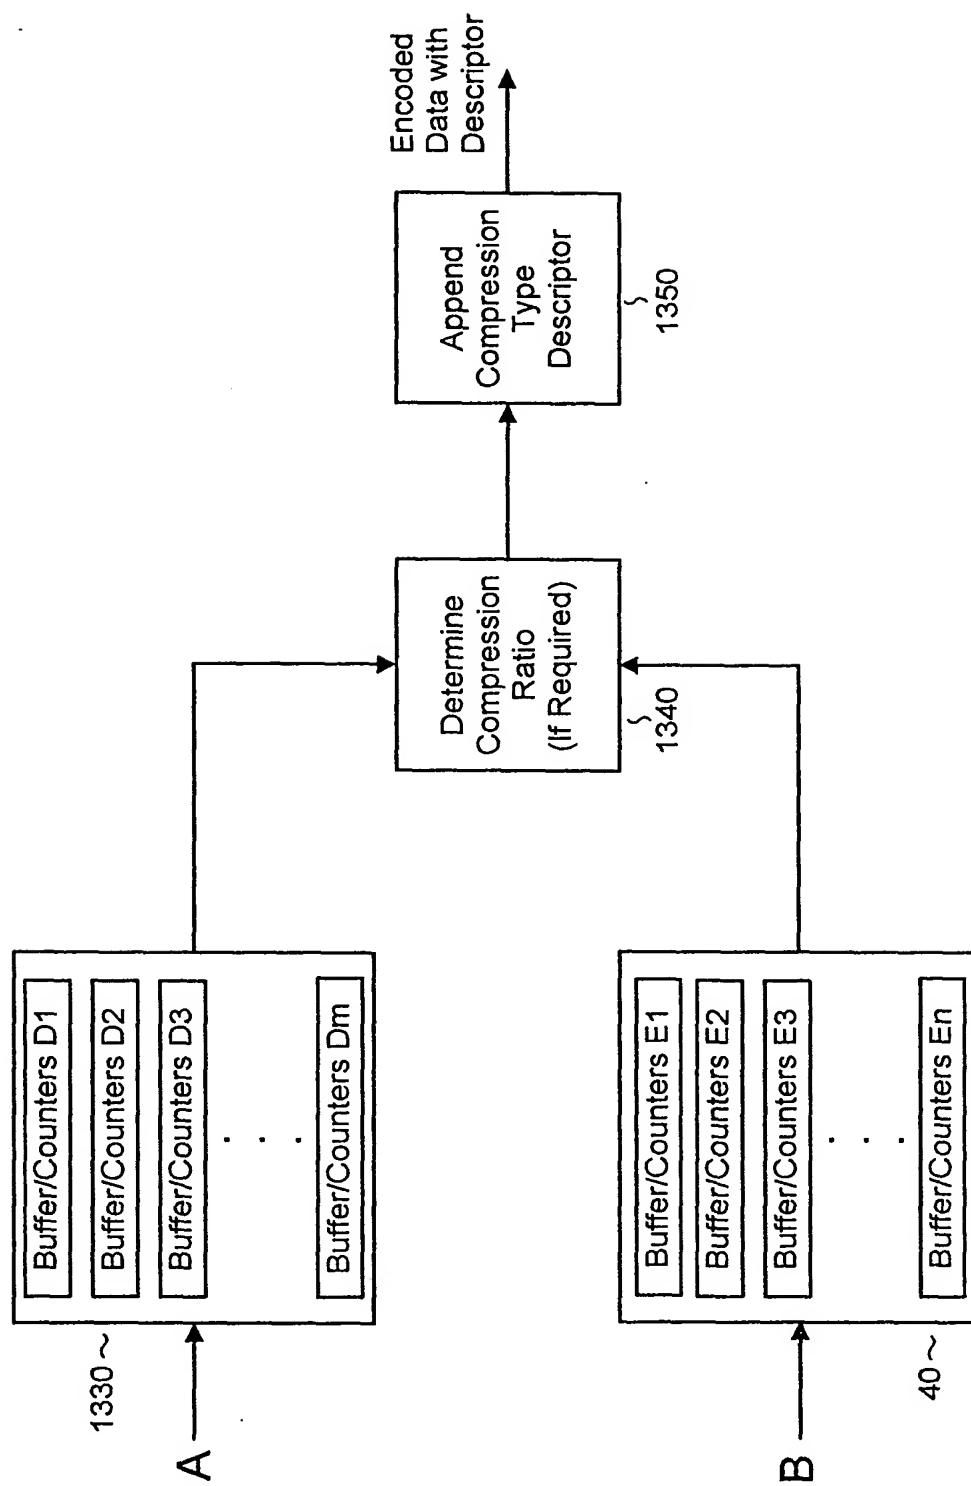 1330
A
Buffer/Counters D1
Buffer/Counters D2
Buffer/Counters D3
. . .
Buffer/Counters Dm
B
40
Buffer/Counters E1
Buffer/Counters E2
Buffer/Counters E3
. . .
Buffer/Counters En
Determine
Compression
Ratio
(If Required)
1340
Append
Compression
Type
Descriptor
1350
Encoded
Data with
Descriptor